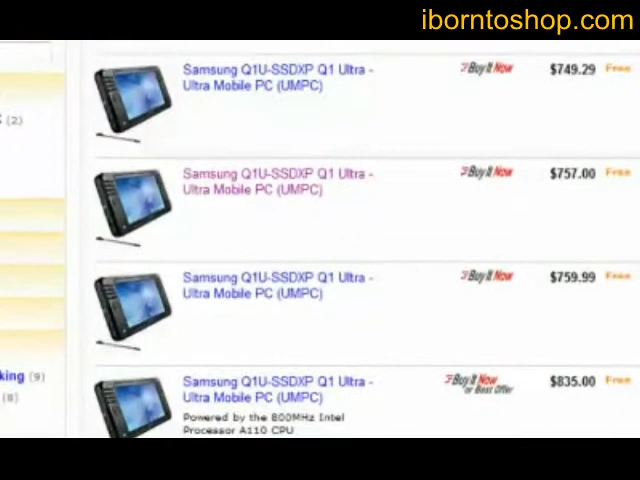 iborntoshop.com
Samsung Q1U-SSDXP Q1 Ultra -
Ultra Mobile PC (UMPC)
Buy It Now
$749.29
Free
(2)
Samsung Q1U-SSDXP Q1 Ultra -
Ultra Mobile PC (UMPC)
Buy It Now
$757.00
Free
Samsung Q1U-SSDXP Q1 Ultra -
Ultra Mobile PC (UMPC)
Buy It Now
$759.99
Free
king (9)
(8)
Samsung Q1U-SSDXP Q1 Ultra -
Ultra Mobile PC (UMPC)
Powered by the 800MHz Intel
Processor A110 CPU
Buy It Now
or Best Offer
$835.00
Free